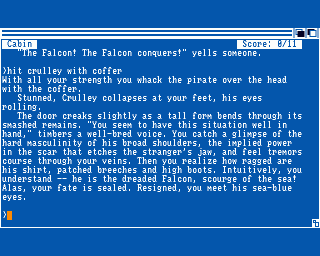 Cabin Score: 0/11
"The Falcon! The Falcon conquers!" yells someone.
>hit crulley with coffer
With all your strength you whack the pirate over the head
with the coffer.
Stunned, Crulley collapses at your feet, his eyes
rolling.
The door creaks slightly as a tall form bends through its
smashed remains. "You seem to have this situation well in
hand," timbers a well-bred voice. You catch a glimpse of the
hard masculinity of his broad shoulders, the implied power
in the scar that etches the stranger's jaw, and feel tremors
course through your veins. Then you realize how ragged are
his shirt, patched breeches and high boots. Intuitively, you
understand -- he is the dreaded Falcon, scourge of the sea!
Alas, your fate is sealed. Resigned, you meet his sea-blue
eyes.
>